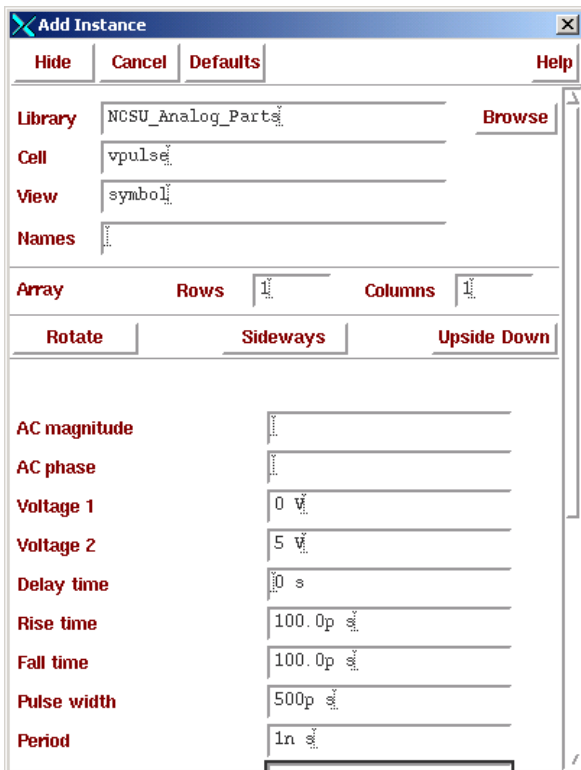 Add Instance
Hide Cancel Defaults Help
Library NCSU_Analog_Parts Browse
Cell vpulse
View symbol
Names
Array Rows 1 Columns 1
Rotate Sideways Upside Down
AC magnitude
AC phase
Voltage 1 0 V
Voltage 2 5 V
Delay time 0 s
Rise time 100.0p s
Fall time 100.0p s
Pulse width 500p s
Period 1n s